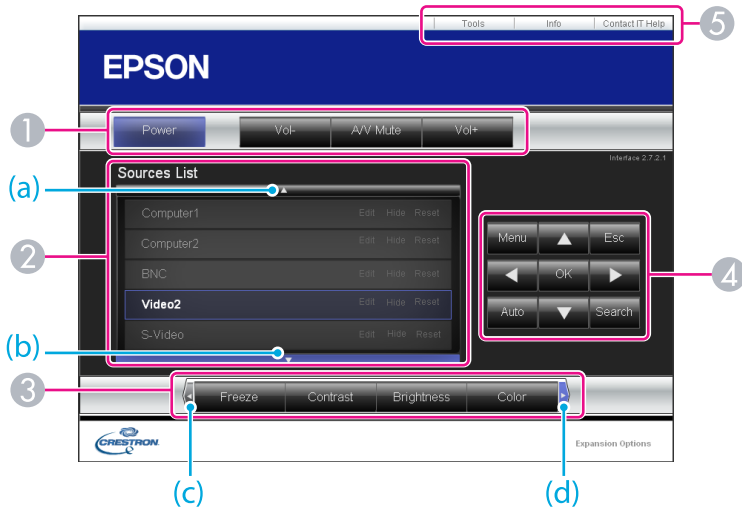 Tools Info Contact IT Help 5
EPSON
1 Power Vol- A/V Mute Vol+
Interface 2.7.2.1
Sources List
(a)
Computer1 Edit Hide Reset
Computer2 Edit Hide Reset
Menu Esc
2 BNC Edit Hide Reset
OK 4
Video2 Edit Hide Reset
Auto Search
S-Video Edit Hide Reset
(b)
3 Freeze Contrast Brightness Color
CRESTRON
Expansion Options
(c) (d)